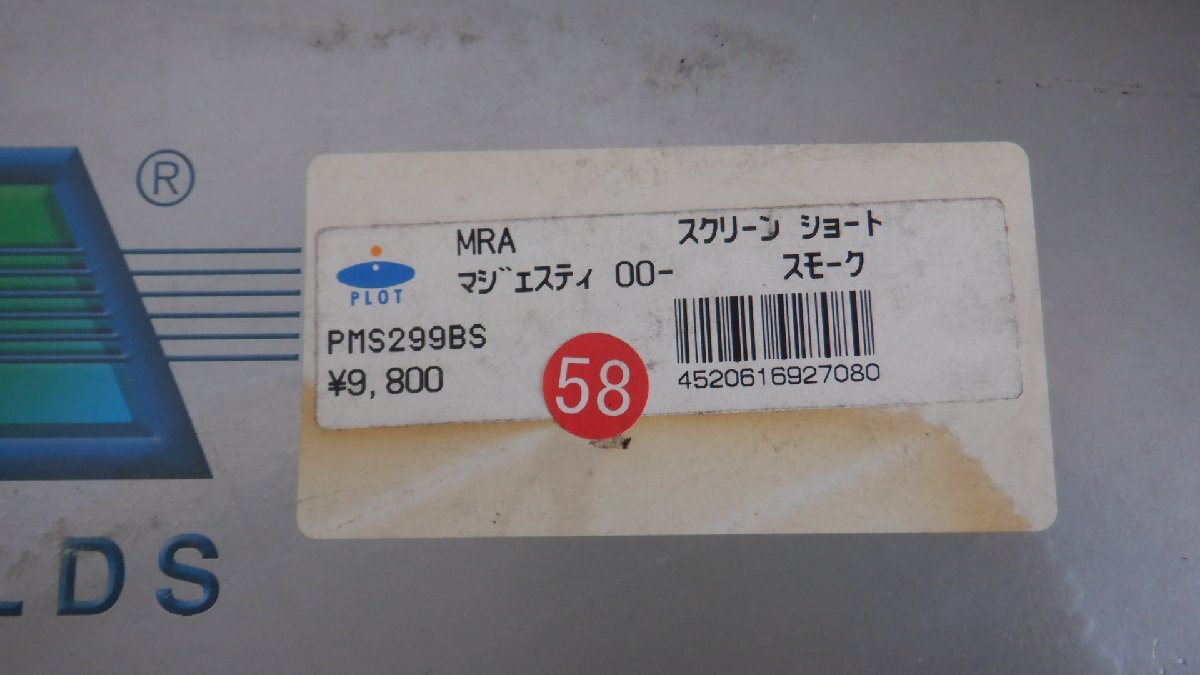 ®
MRA スクリーン ショート
マジェスティ 00- スモーク
PLOT
PMS299BS
¥9,800
58
4520616927080
LDS